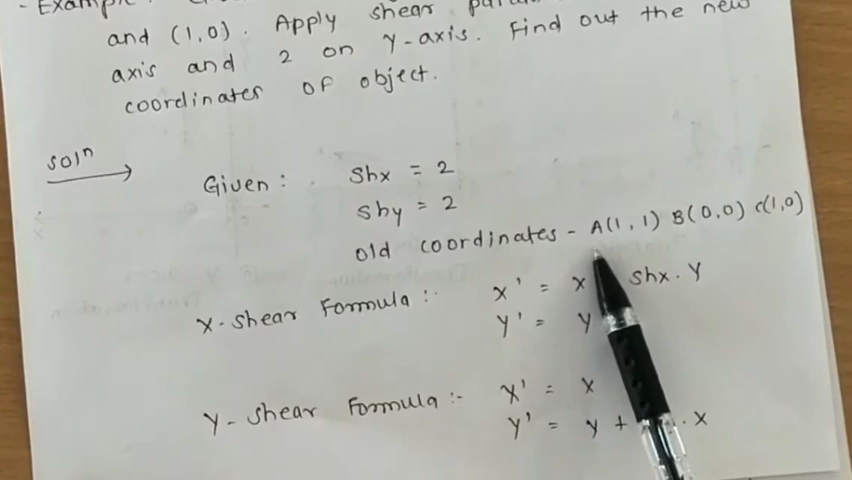 - Example:
and (1,0). Apply shear
axis and 2 on Y-axis. Find out the new
coordinates of object.
Solⁿ
Given: Shx = 2
Shy = 2
Old coordinates - A(1,1) B(0,0) C(1,0)
X-Shear Formula :- x' = x Shx. Y
Y' = Y
Y-Shear Formula :- X' = X
Y' = Y + . X